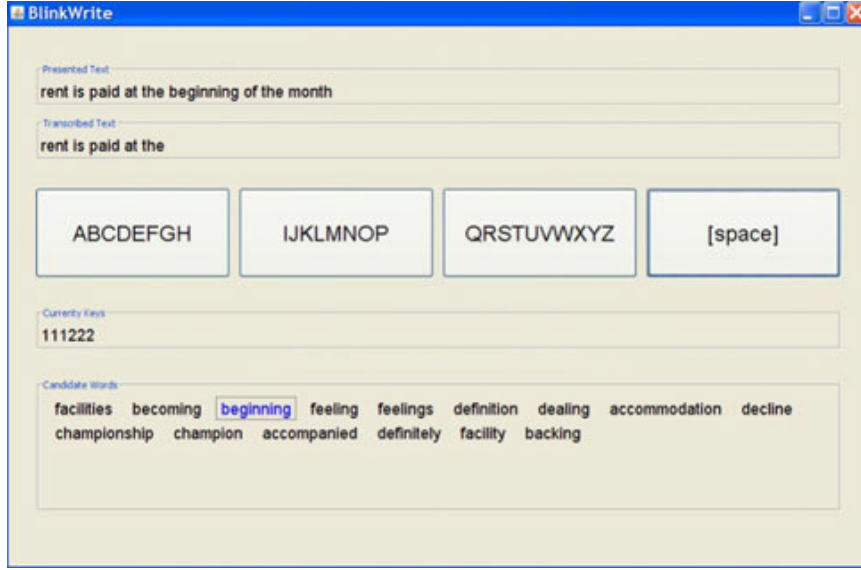 BlinkWrite
Presented Text
rent is paid at the beginning of the month
Transcribed Text
rent is paid at the
ABCDEFGH IJKLMNOP QRSTUVWXYZ [space]
Currenty Keys
111222
Candidate Words
facilities becoming beginning feeling feelings definition dealing accommodation decline
championship champion accompanied definitely facility backing